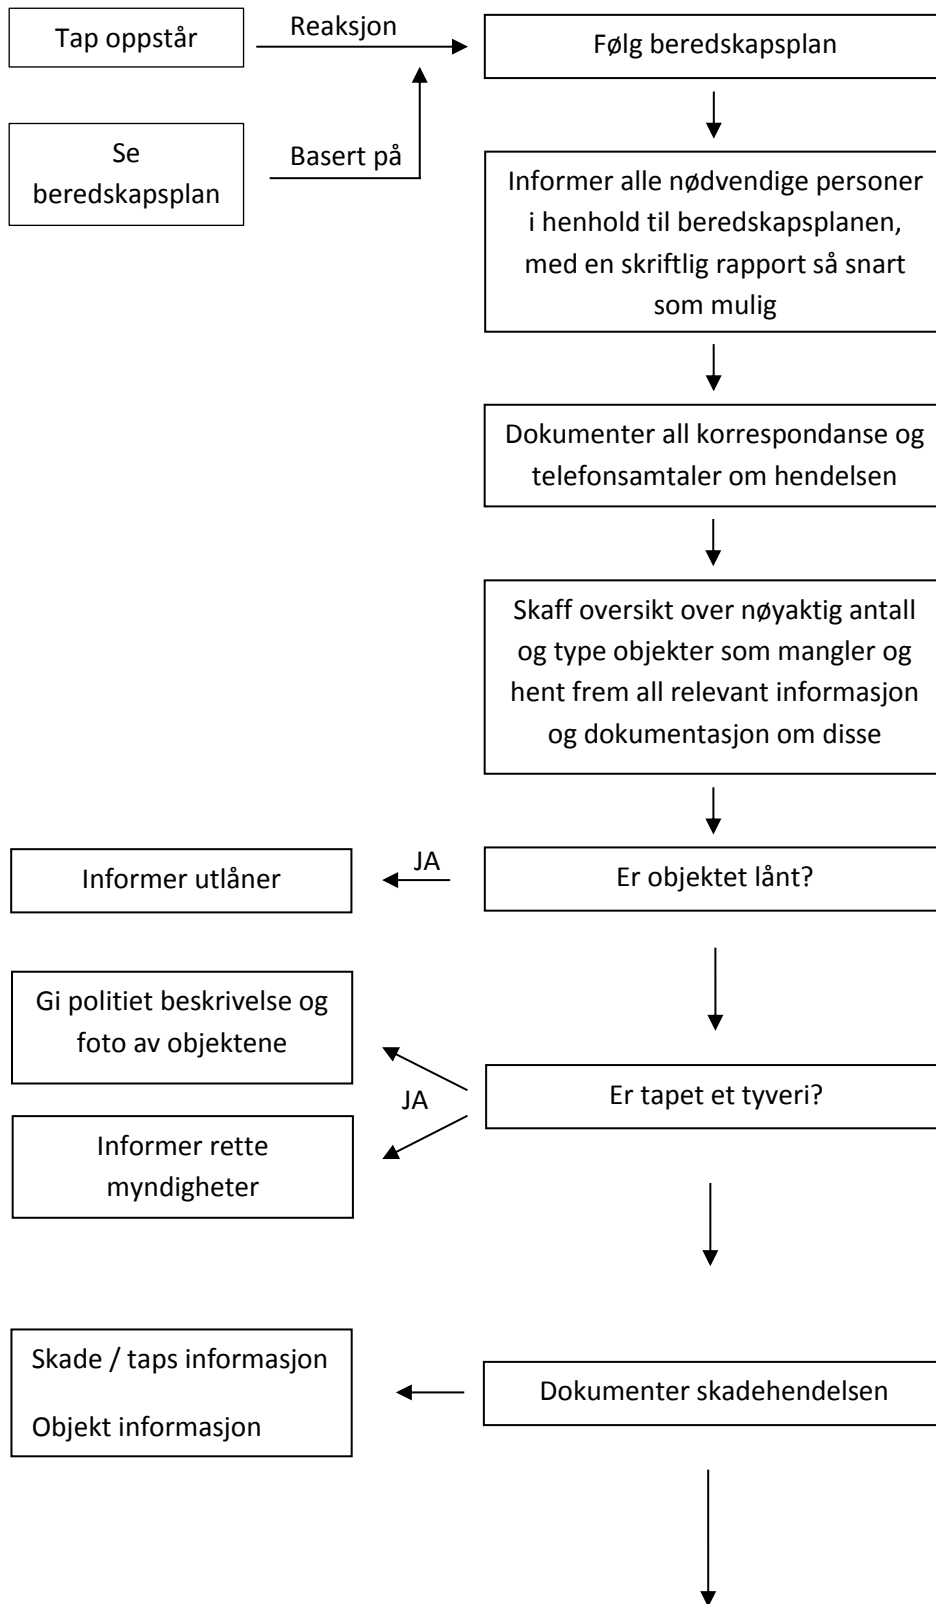 Tap oppstår
Reaksjon
Følg beredskapsplan
Se
beredskapsplan
Basert på
Informer alle nødvendige personer
i henhold til beredskapsplanen,
med en skriftlig rapport så snart
som mulig
Dokumenter all korrespondanse og
telefonsamtaler om hendelsen
Skaff oversikt over nøyaktig antall
og type objekter som mangler og
hent frem all relevant informasjon
og dokumentasjon om disse
Er objektet lånt?
JA
Informer utlåner
Er tapet et tyveri?
JA
Gi politiet beskrivelse og
foto av objektene
Informer rette
myndigheter
Dokumenter skadehendelsen
Skade / taps informasjon
Objekt informasjon